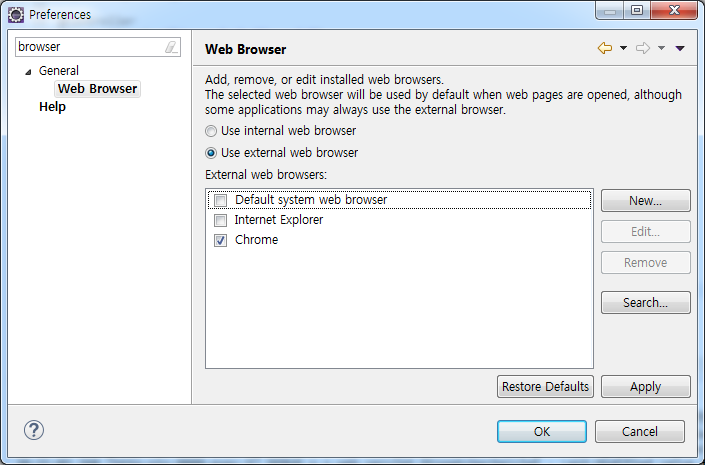 Preferences
browser
General
Web Browser
Help
Web Browser
Add, remove, or edit installed web browsers.
The selected web browser will be used by default when web pages are opened, although
some applications may always use the external browser.
Use internal web browser
Use external web browser
External web browsers:
Default system web browser
Internet Explorer
Chrome
New...
Edit...
Remove
Search...
Restore Defaults
Apply
?
OK
Cancel